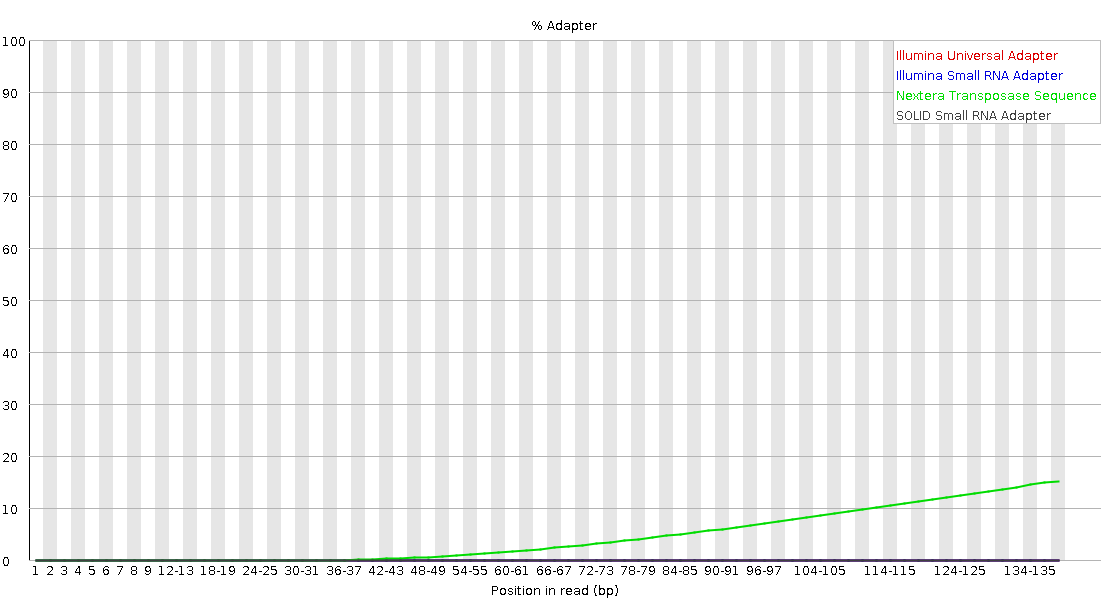 % Adapter
100
90
80
70
60
50
40
30
20
10
0
Illumina Universal Adapter
Illumina Small RNA Adapter
Nextera Transposase Sequence
SOLID Small RNA Adapter
1 2 3 4 5 6 7 8 9 12-13 18-19 24-25 30-31 36-37 42-43 48-49 54-55 60-61 66-67 72-73 78-79 84-85 90-91 96-97 104-105 114-115 124-125 134-135
Position in read (bp)